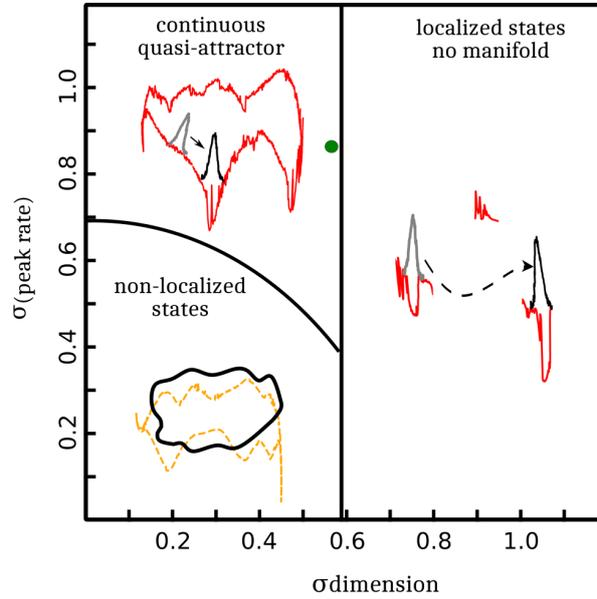 continuous
quasi-attractor
localized states
no manifold
1.0
0.8
σ(peak rate)
0.6
non-localized
states
0.4
0.2
0.2 0.4 0.6 0.8 1.0
σdimension